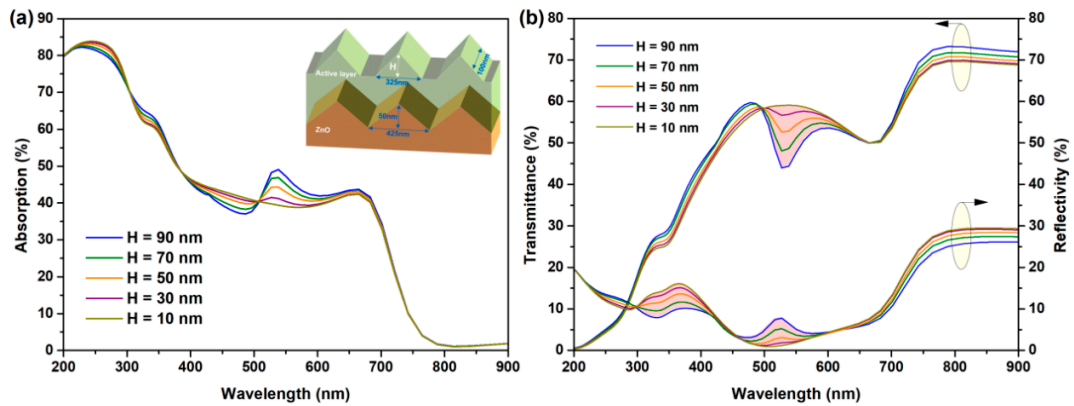 (a)
90
80
70
60
50
40
30
20
10
0
Absorption (%)
200 300 400 500 600 700 800 900
Wavelength (nm)
H = 90 nm
H = 70 nm
H = 50 nm
H = 30 nm
H = 10 nm
H
100nm
Active layer
325nm
50nm
ZnO
425nm
(b)
80
70
60
50
40
30
20
10
0
Transmittance (%)
H = 90 nm
H = 70 nm
H = 50 nm
H = 30 nm
H = 10 nm
80
70
60
50
40
30
20
10
0
Reflectivity (%)
200 300 400 500 600 700 800 900
Wavelength (nm)